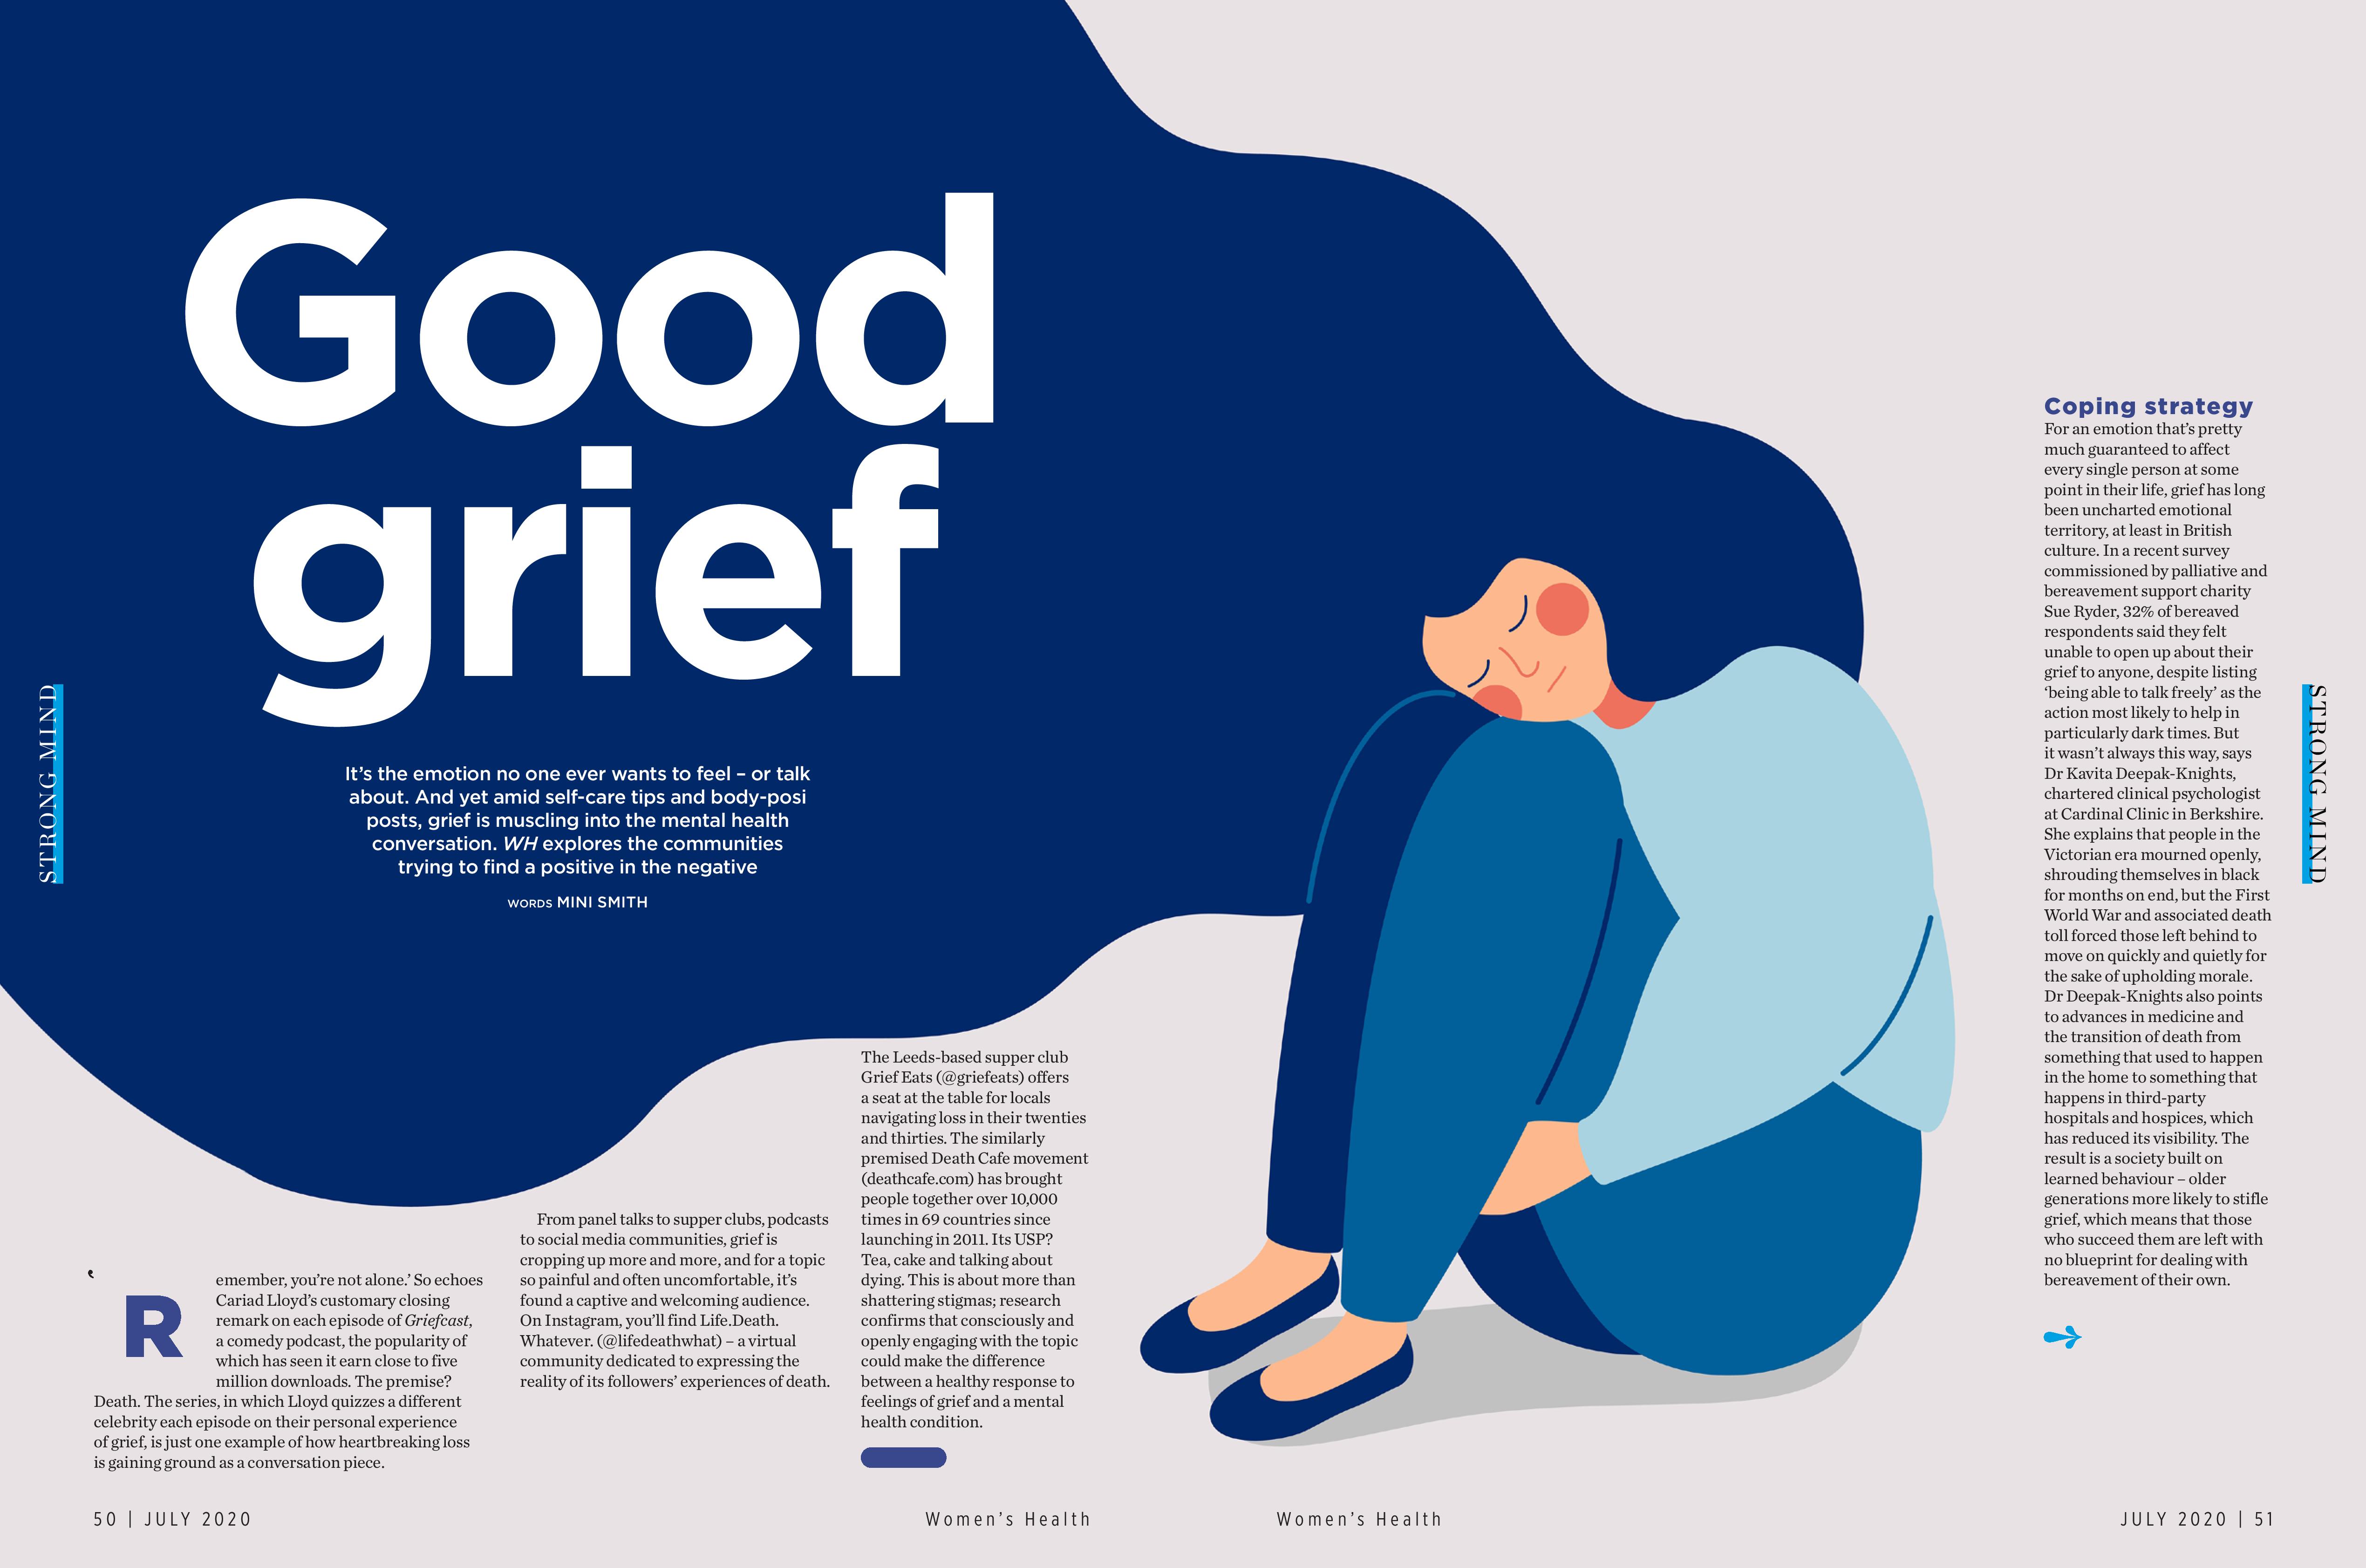 Good
grief
It’s the emotion no one ever wants to feel – or talk
about. And yet amid self-care tips and body-posi
posts, grief is muscling into the mental health
conversation. WH explores the communities
trying to find a positive in the negative
WORDS MINI SMITH
STRONG MIND
‘Remember, you’re not alone.’ So echoes
Cariad Lloyd’s customary closing
remark on each episode of Griefcast,
a comedy podcast, the popularity of
which has seen it earn close to five
million downloads. The premise?
Death. The series, in which Lloyd quizzes a different
celebrity each episode on their personal experience
of grief, is just one example of how heartbreaking loss
is gaining ground as a conversation piece.
From panel talks to supper clubs, podcasts
to social media communities, grief is
cropping up more and more, and for a topic
so painful and often uncomfortable, it’s
found a captive and welcoming audience.
On Instagram, you’ll find Life.Death.
Whatever. (@lifedeathwhat) – a virtual
community dedicated to expressing the
reality of its followers’ experiences of death.
The Leeds-based supper club
Grief Eats (@griefeats) offers
a seat at the table for locals
navigating loss in their twenties
and thirties. The similarly
premised Death Cafe movement
(deathcafe.com) has brought
people together over 10,000
times in 69 countries since
launching in 2011. Its USP?
Tea, cake and talking about
dying. This is about more than
shattering stigmas; research
confirms that consciously and
openly engaging with the topic
could make the difference
between a healthy response to
feelings of grief and a mental
health condition.
50 | JULY 2020
Women’s Health
Coping strategy
For an emotion that’s pretty
much guaranteed to affect
every single person at some
point in their life, grief has long
been uncharted emotional
territory, at least in British
culture. In a recent survey
commissioned by palliative and
bereavement support charity
Sue Ryder, 32% of bereaved
respondents said they felt
unable to open up about their
grief to anyone, despite listing
‘being able to talk freely’ as the
action most likely to help in
particularly dark times. But
it wasn’t always this way, says
Dr Kavita Deepak-Knights,
chartered clinical psychologist
at Cardinal Clinic in Berkshire.
She explains that people in the
Victorian era mourned openly,
shrouding themselves in black
for months on end, but the First
World War and associated death
toll forced those left behind to
move on quickly and quietly for
the sake of upholding morale.
Dr Deepak-Knights also points
to advances in medicine and
the transition of death from
something that used to happen
in the home to something that
happens in third-party
hospitals and hospices, which
has reduced its visibility. The
result is a society built on
learned behaviour – older
generations more likely to stifle
grief, which means that those
who succeed them are left with
no blueprint for dealing with
bereavement of their own.
STRONG MIND
Women’s Health
JULY 2020 | 51